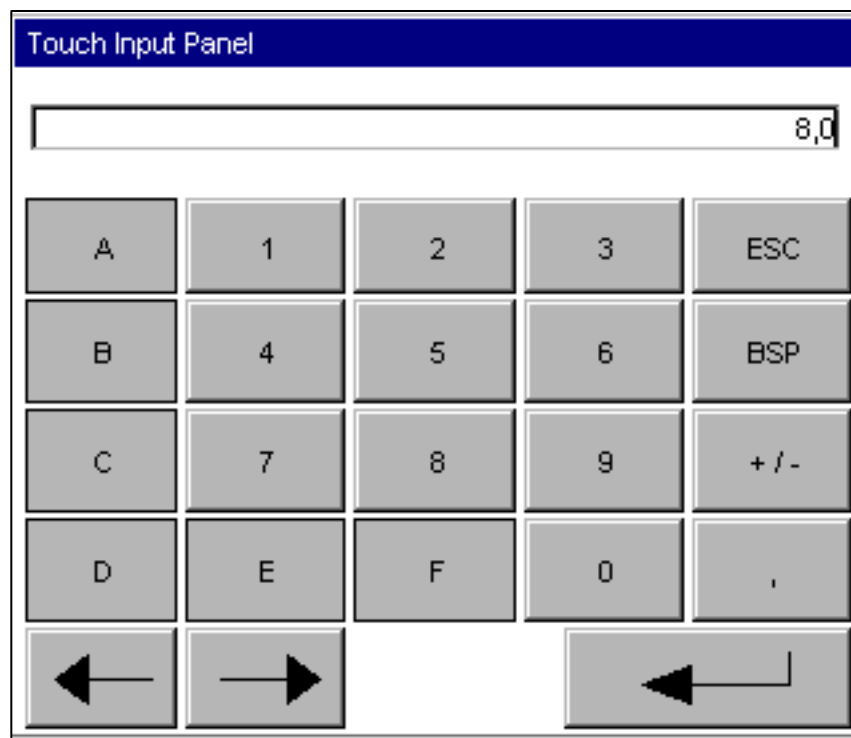 Touch Input Panel
8,0
A 1 2 3 ESC
B 4 5 6 BSP
C 7 8 9 + / -
D E F 0 ,